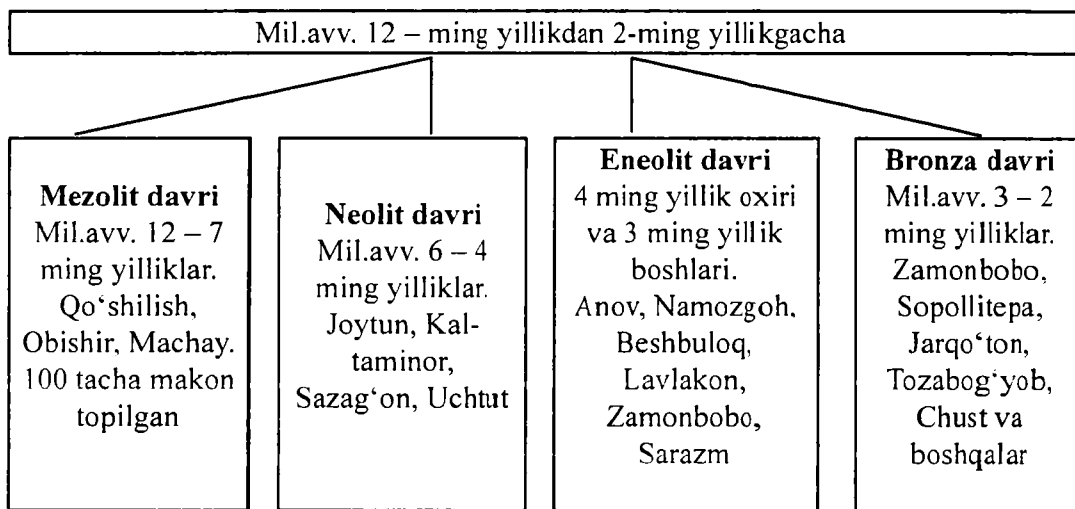 Mil.avv. 12 – ming yillikdan 2-ming yillikgacha
Mezolit davri
Mil.avv. 12 – 7
ming yilliklar.
Qo‘shilish,
Obishir, Machay.
100 tacha makon
topilgan
Neolit davri
Mil.avv. 6 – 4
ming yilliklar.
Joytun, Kal-
taminor,
Sazag‘on, Uchtut
Eneolit davri
4 ming yillik oxiri
va 3 ming yillik
boshlari.
Anov, Namozgoh,
Beshbuloq,
Lavlakon,
Zamonbobo,
Sarazm
Bronza davri
Mil.avv. 3 – 2
ming yilliklar.
Zamonbobo,
Sopollitepa,
Jarqo‘ton,
Tozabog‘yob,
Chust va
boshqalar